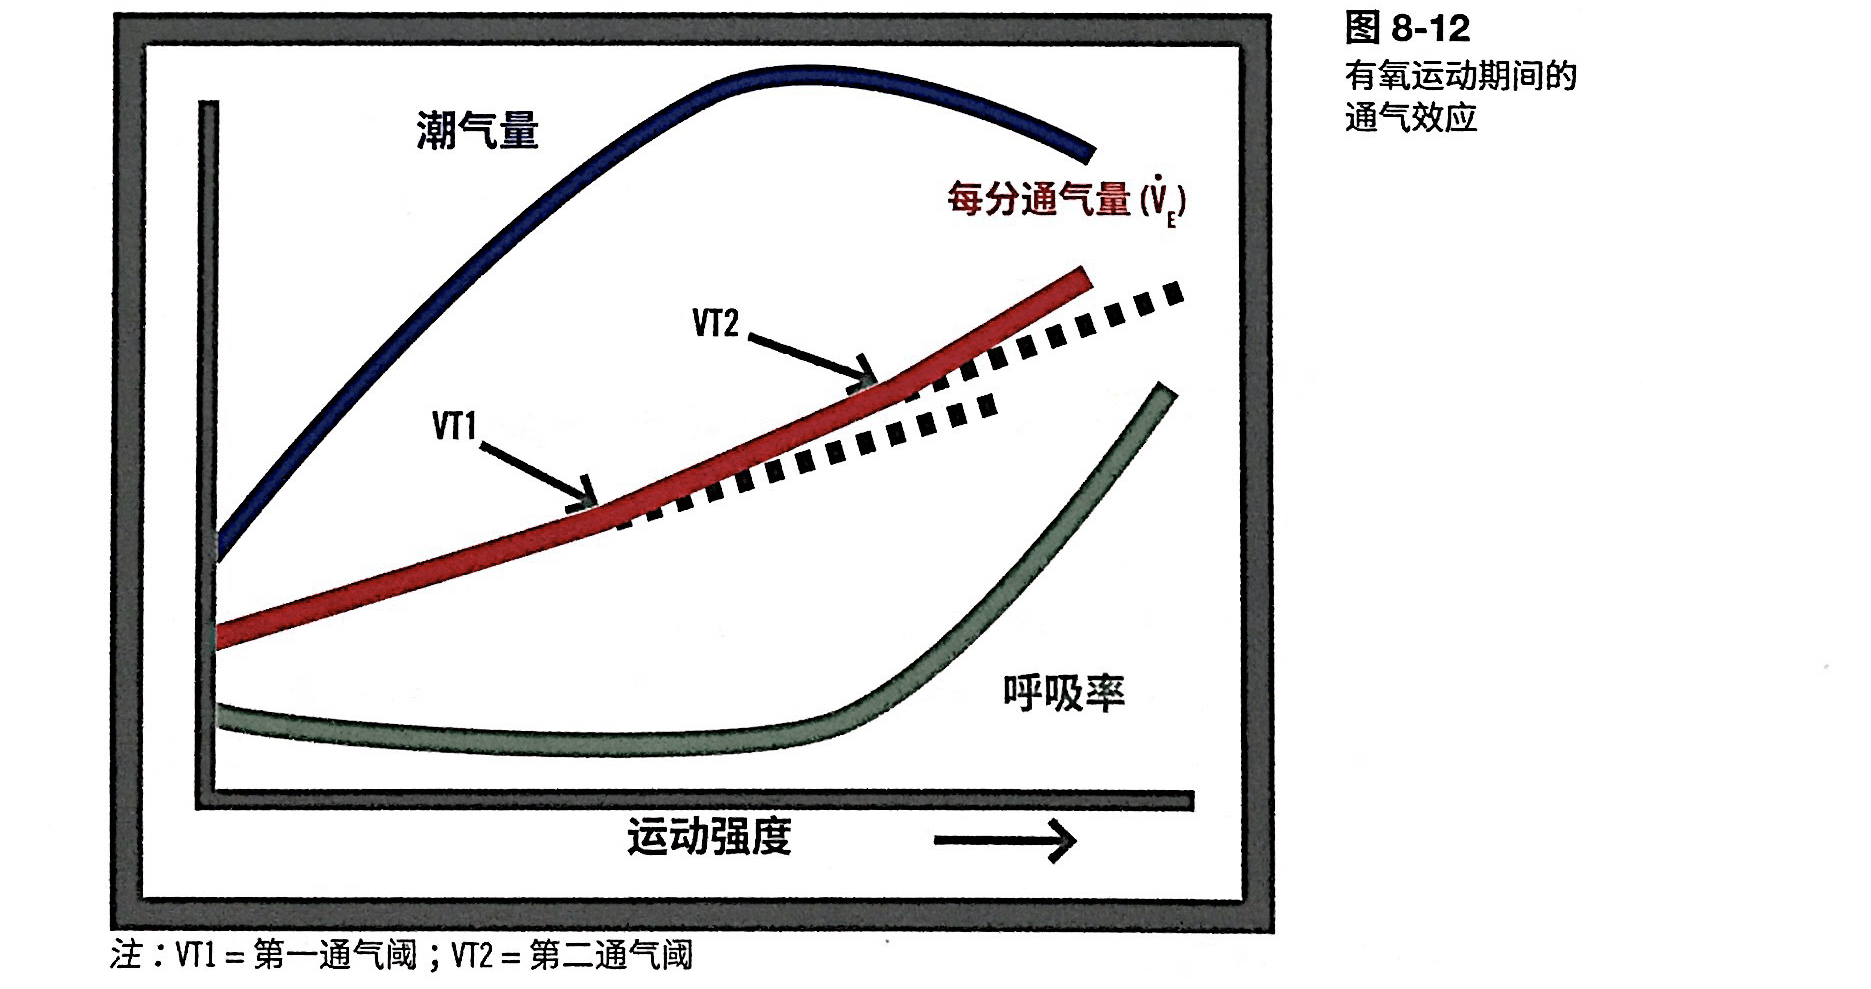 图 8-12
有氧运动期间的
通气效应
潮气量
每分通气量 (V̇E)
VT2
VT1
呼吸率
运动强度
注：VT1 = 第一通气阈；VT2 = 第二通气阈